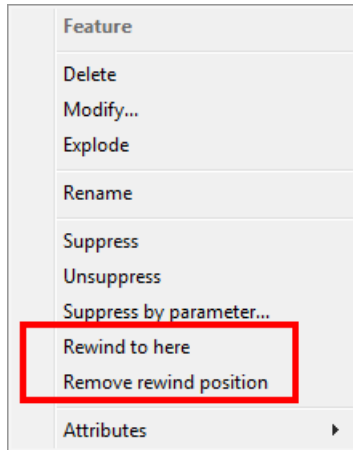 Feature
Delete
Modify...
Explode
Rename
Suppress
Unsuppress
Suppress by parameter...
Rewind to here
Remove rewind position
Attributes